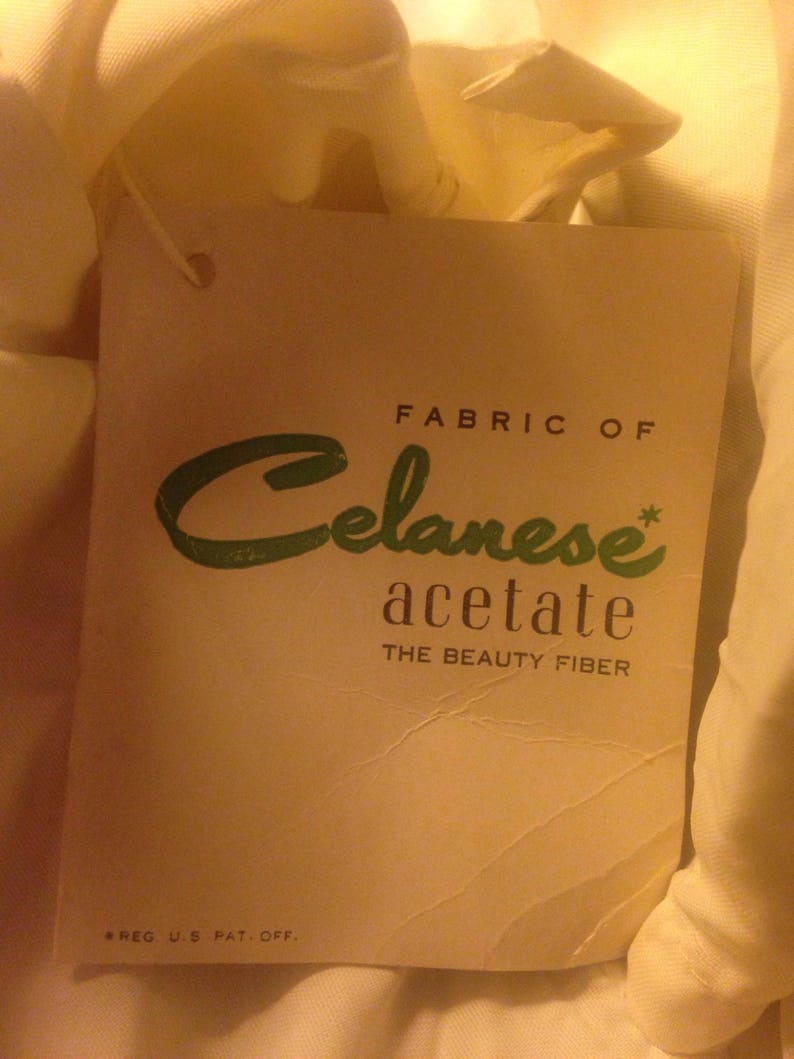 FABRIC OF
Celanese*
acetate
THE BEAUTY FIBER
*REG. U.S. PAT. OFF.